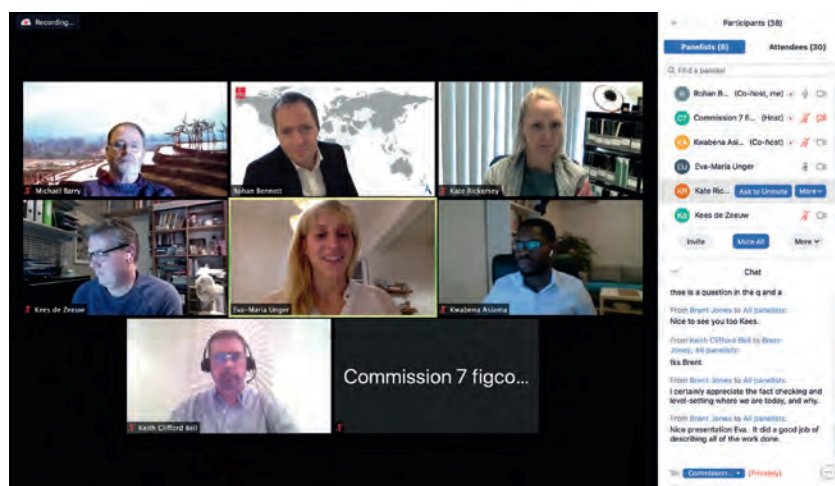 Recording...
Michael Barry
Rohan Bennett
Kate Rickersey
Kees de Zeeuw
Eva-Maria Unger
Kwabena Asiama
Keith Clifford Bell
Commission 7 figco...
Participants (38)
Panelists (8)
Attendees (30)
Find a panelist
Rohan B... (Co-host, me)
CF Commission 7 fi... (Host)
KA Kwabena Asi... (Co-host)
EU Eva-Maria Unger
KR Kate Ric... Ask to Unmute More
Kd Kees de Zeeuw
Invite
Mute All
More
Chat
thee is a question in the q and a
From Brent Jones to All panelists:
Nice to see you too Kees.
From Keith Clifford Bell to Brent
Jones, All panelists:
tks Brent
From Brent Jones to All panelists:
I certainly appreciate the fact checking and
level-setting where we are today, and why.
From Brent Jones to All panelists:
Nice presentation Eva. It did a good job of
describing all of the work done.
To: Commission... (Privately)